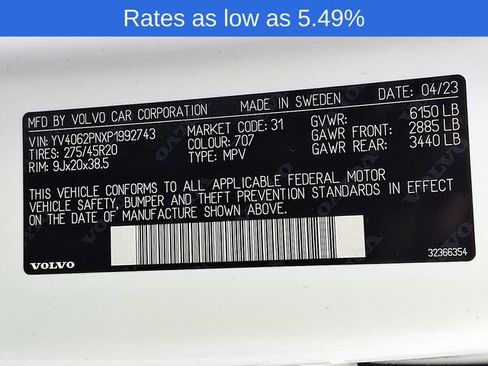 Rates as low as 5.49%
MFD BY VOLVO CAR CORPORATION MADE IN SWEDEN 04/23
VIN: YV4062PNXP1992743 MARKET CODE: 31 GVWR: 6150 LB
TIRES: 275/45R20 COLOUR: 707 GAWR FRONT: 2885 LB
RIM: 9Jx20x38.5 TYPE: MPV GAWR REAR: 3440 LB
THIS VEHICLE CONFORMS TO ALL APPLICABLE FEDERAL MOTOR
VEHICLE SAFETY, BUMPER AND THEFT PREVENTION STANDARDS IN EFFECT
ON THE DATE OF MANUFACTURE SHOWN ABOVE.
VOLVO 32366354